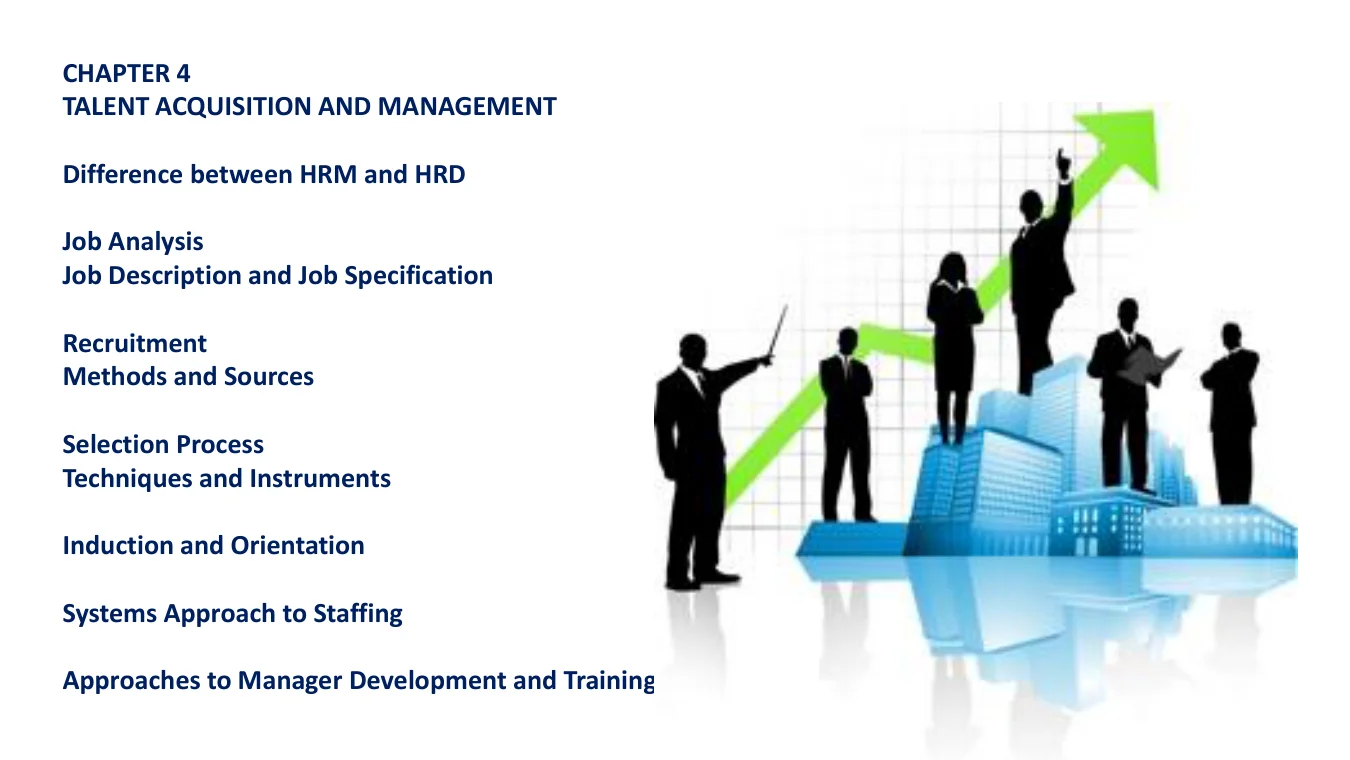 CHAPTER 4
TALENT ACQUISITION AND MANAGEMENT
Difference between HRM and HRD
Job Analysis
Job Description and Job Specification
Recruitment
Methods and Sources
Selection Process
Techniques and Instruments
Induction and Orientation
Systems Approach to Staffing
Approaches to Manager Development and Training